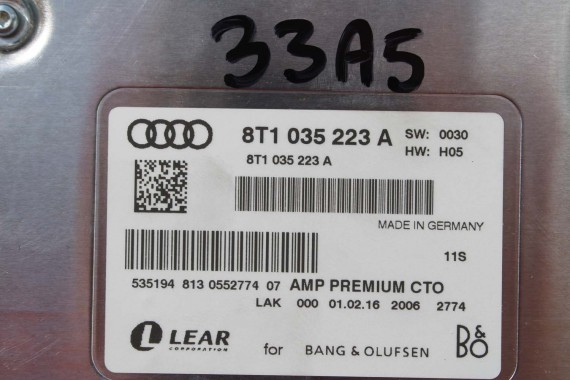 33A5
8T1 035 223 A SW: 0030
8T1 035 223 A HW: H05
MADE IN GERMANY
11S
535194 813 0552774 07 AMP PREMIUM CTO
LAK 000 01.02.16 2006 2774
L LEAR for BANG & OLUFSEN B&O
CORPORATION